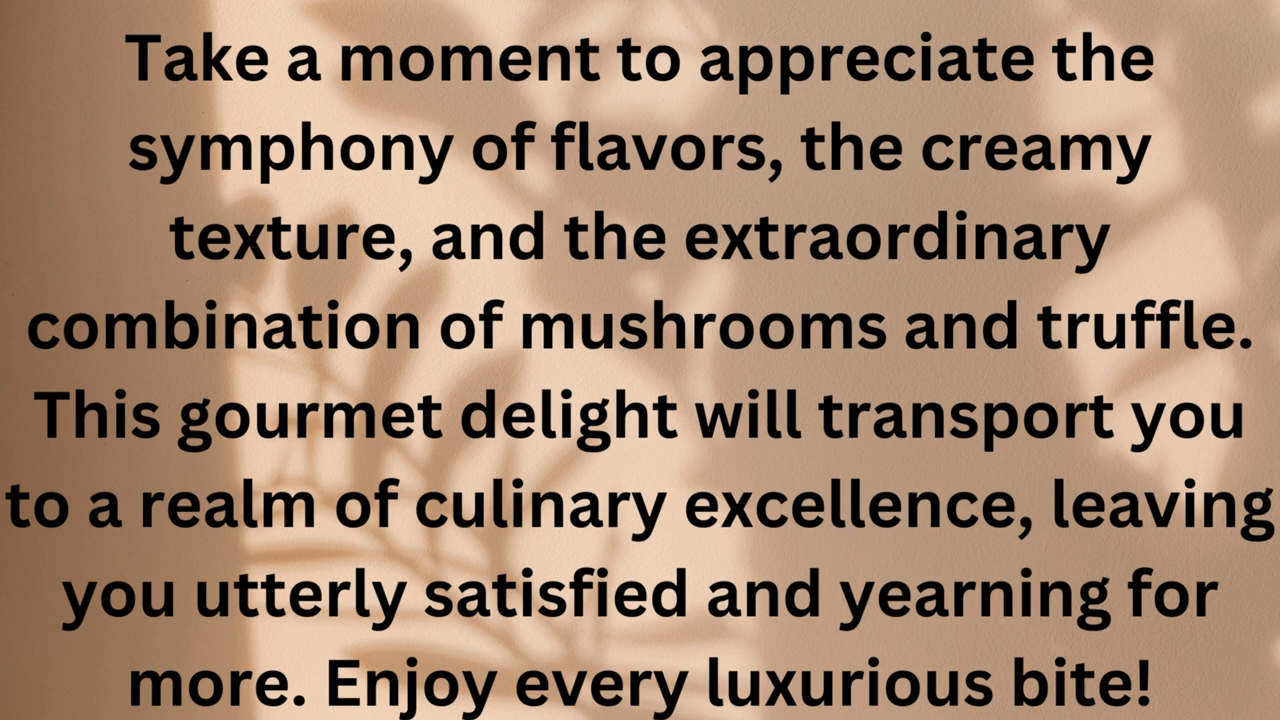 Take a moment to appreciate the
symphony of flavors, the creamy
texture, and the extraordinary
combination of mushrooms and truffle.
This gourmet delight will transport you
to a realm of culinary excellence, leaving
you utterly satisfied and yearning for
more. Enjoy every luxurious bite!